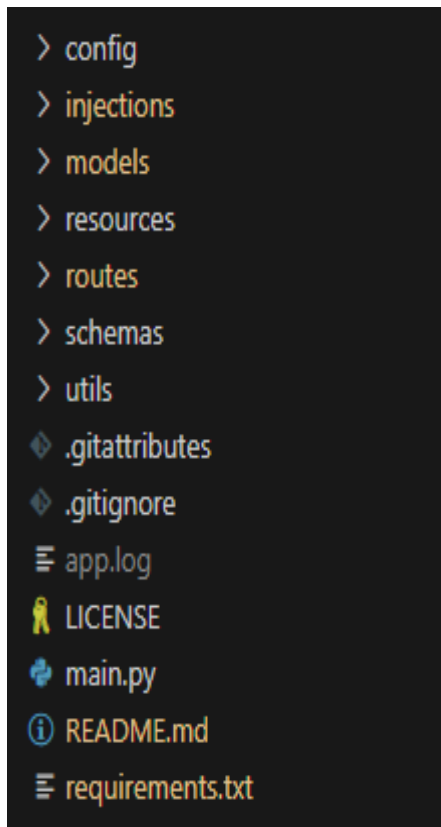 config
injections
models
resources
routes
schemas
utils
.gitattributes
.gitignore
app.log
LICENSE
main.py
README.md
requirements.txt